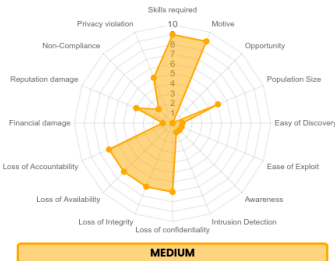 Skills required
Privacy violation
Motive
10
9
8
7
6
5
4
3
2
1
Non-Compliance
Opportunity
Reputation damage
Population Size
Financial damage
Easy of Discovery
Loss of Accountability
Ease of Exploit
Loss of Availability
Awareness
Loss of Integrity
Intrusion Detection
Loss of confidentiality
MEDIUM